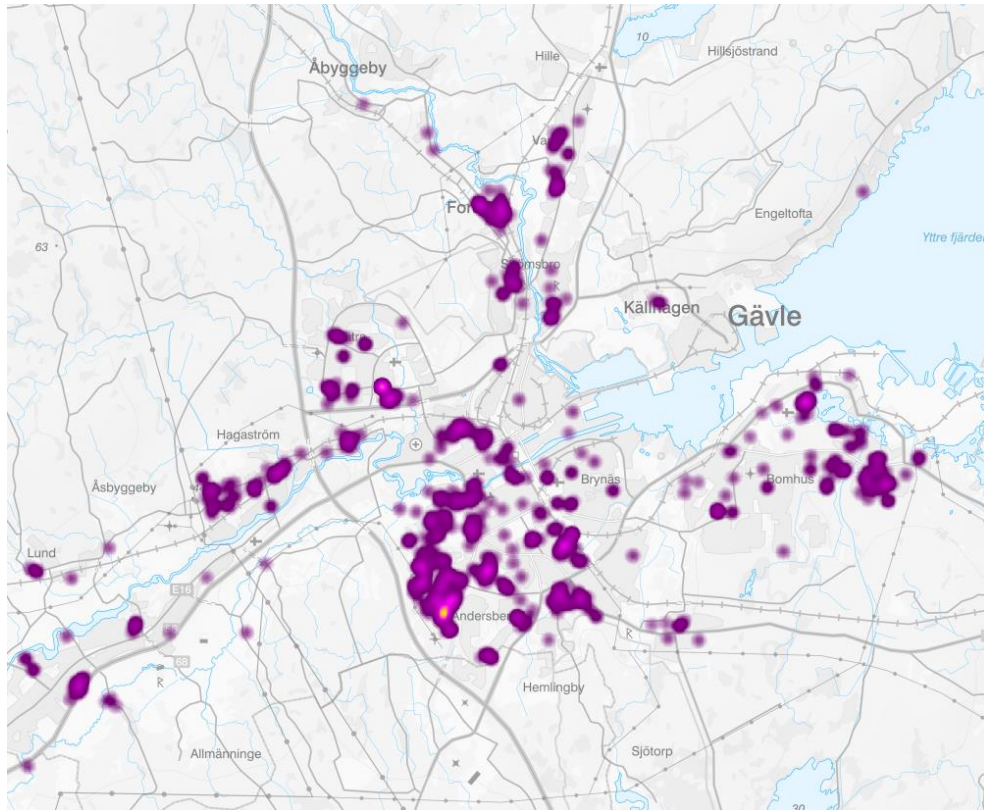 10
Hille
Hillsjöstrand
Åbyggeby
Engeltofta
Yttre fjärden
63
Källhagen
Gävle
Hagaström
Åsbyggeby
Brynäs
Bomhus
Lund
E16
Andersberg
R
68
R
Hemlingby
Allmänninge
Sjötorp
30